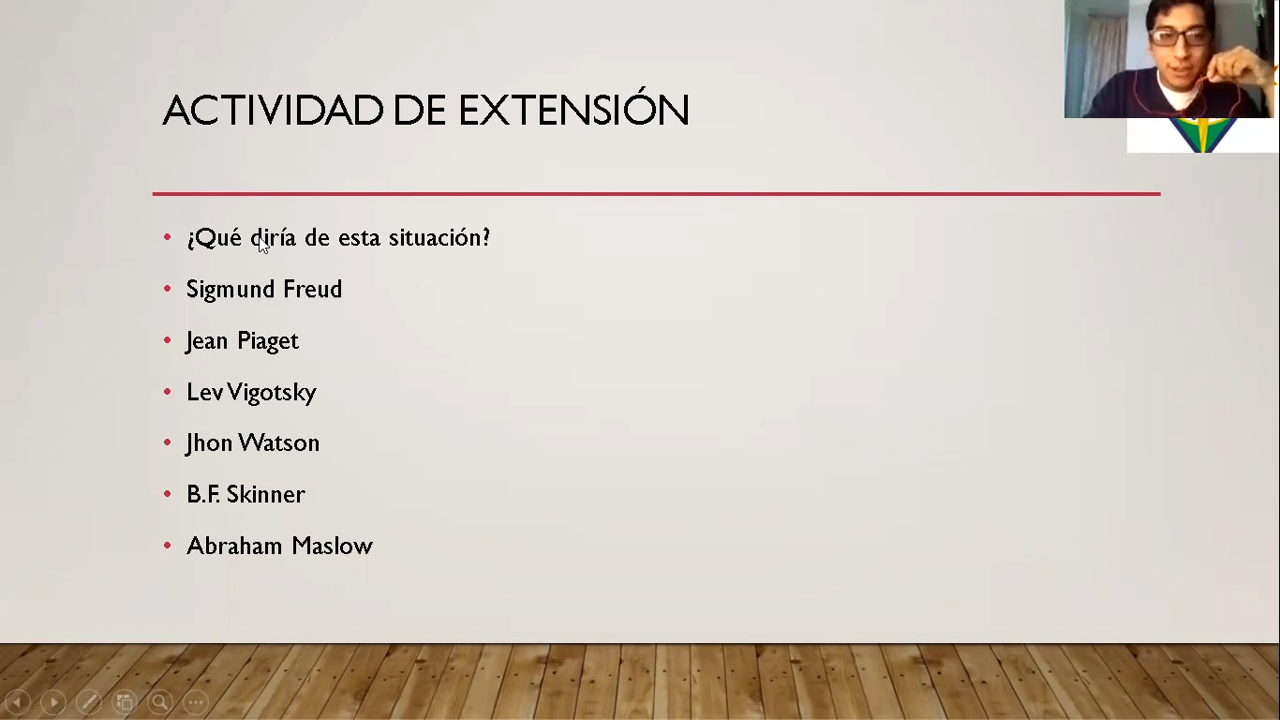 ACTIVIDAD DE EXTENSIÓN
• ¿Qué diría de esta situación?
• Sigmund Freud
• Jean Piaget
• Lev Vigotsky
• Jhon Watson
• B.F. Skinner
• Abraham Maslow